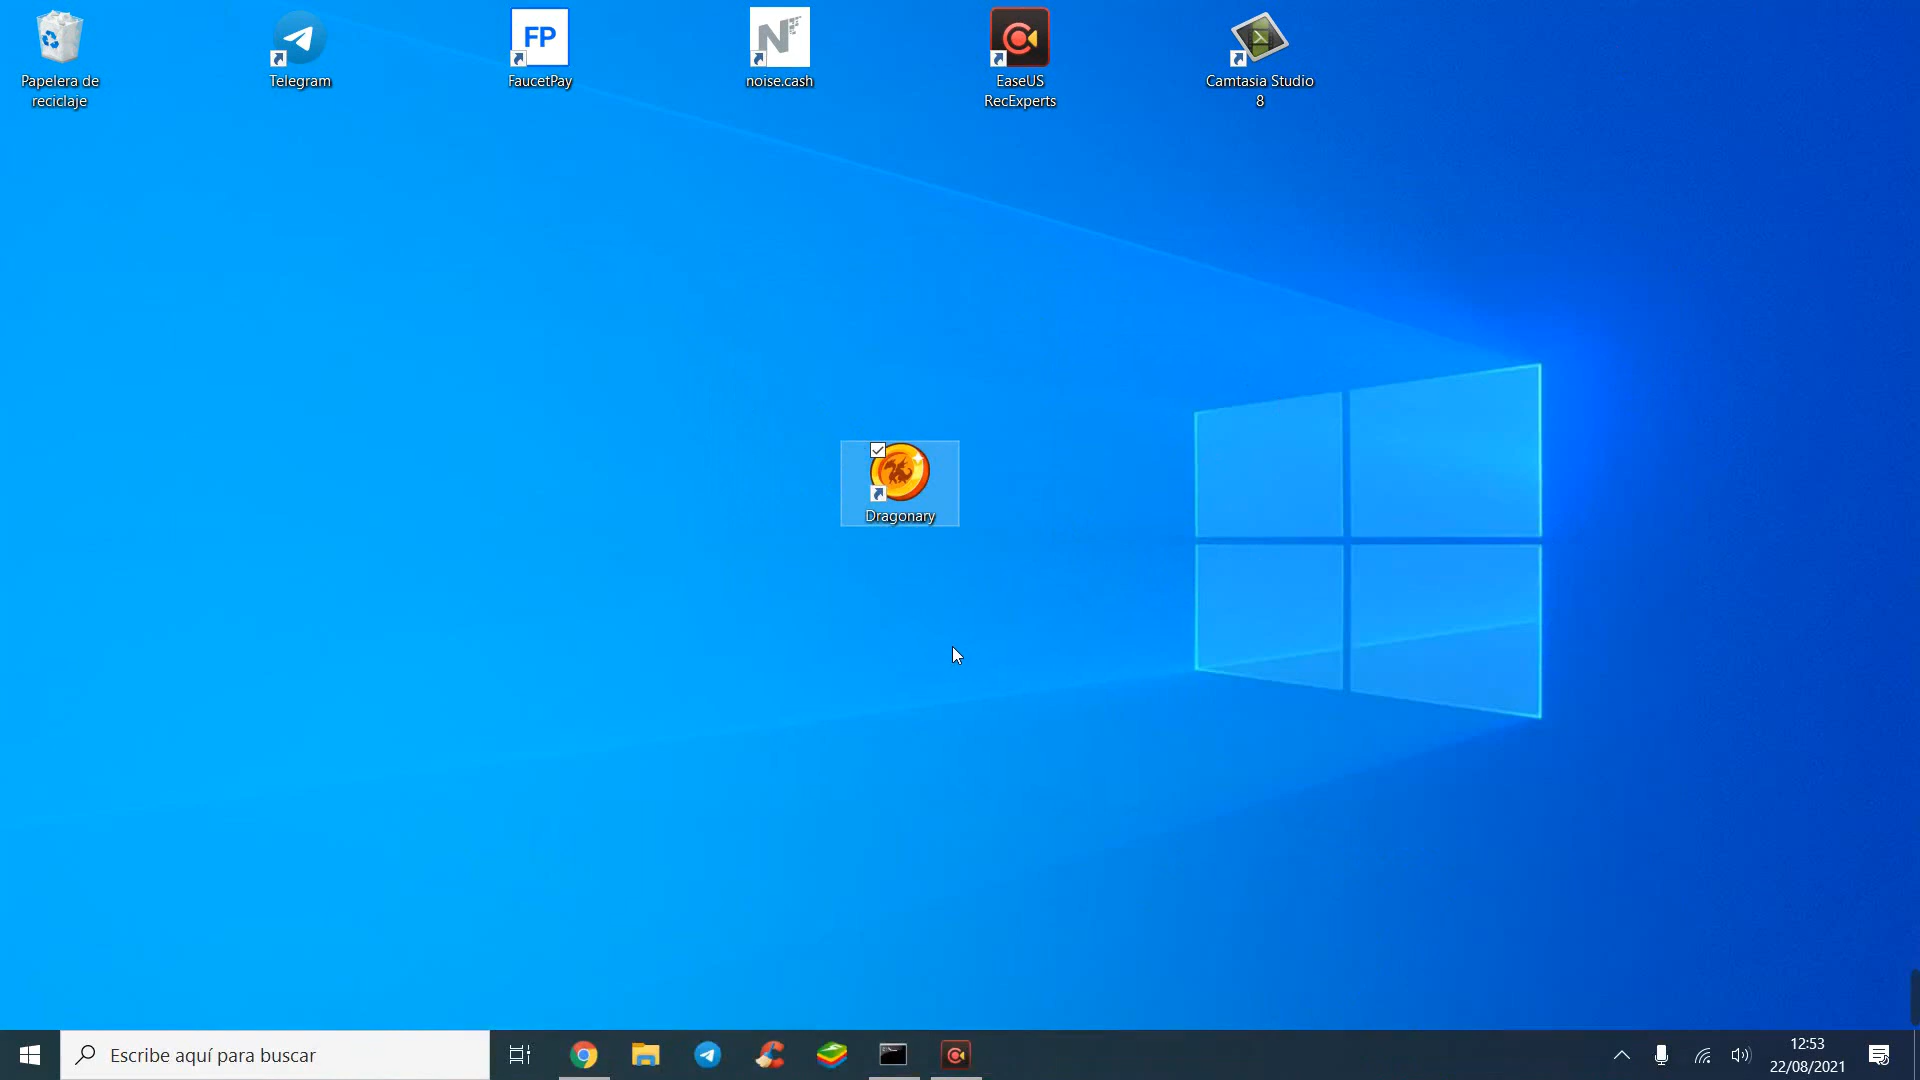 Papelera de
reciclaje
Telegram
FP
FaucetPay
N
noise.cash
EaseUS
RecExperts
Camtasia Studio
8
Dragonary
Escribe aquí para buscar
12:53
22/08/2021